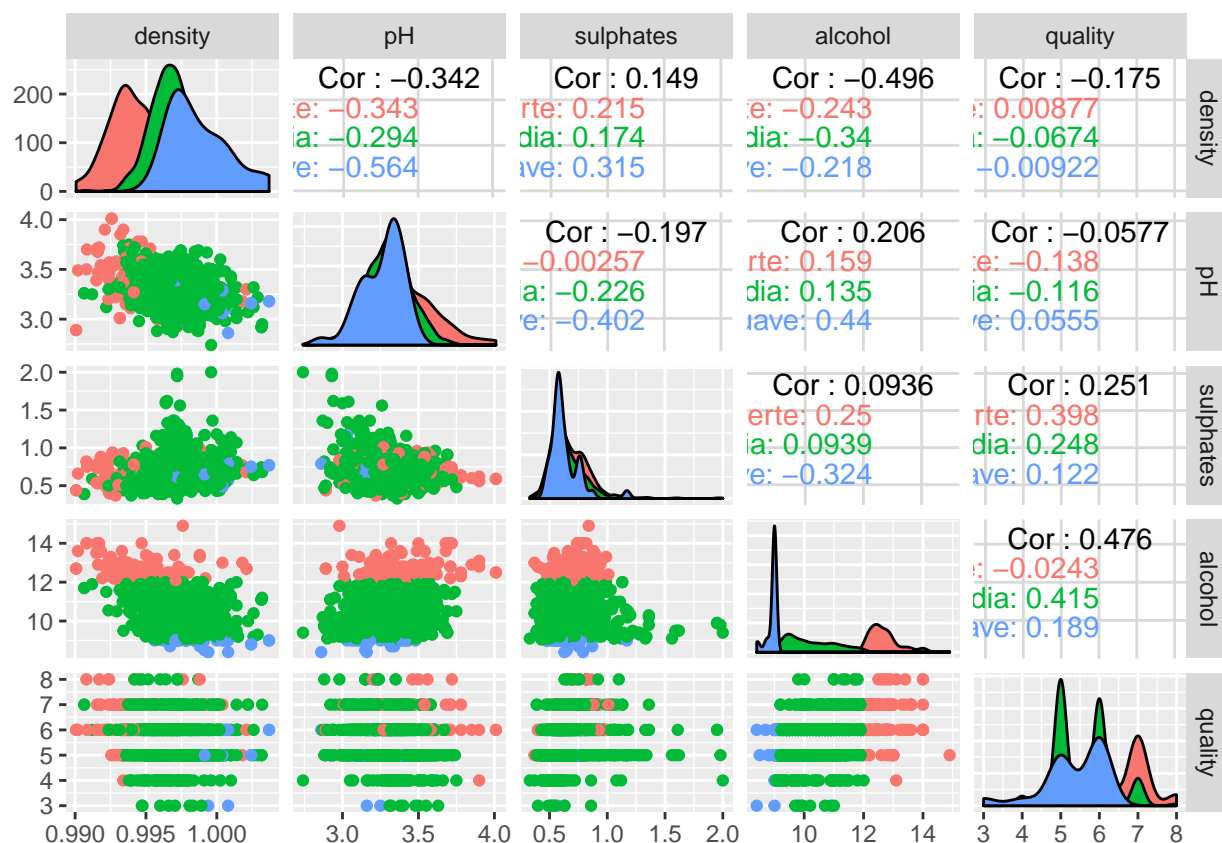 density pH sulphates alcohol quality
Cor : −0.342 Cor : 0.149 Cor : −0.496 Cor : −0.175
te: −0.343 rte: 0.215 te: −0.243 e: 0.00877
ia: −0.294 dia: 0.174 dia: −0.34 −0.0674
ve: −0.564 ave: 0.315 e: −0.218 −0.00922
density
200
100
0
Cor : −0.197 Cor : 0.206 Cor : −0.0577
−0.00257 rte: 0.159 te: −0.138
ia: −0.226 dia: 0.135 ia: −0.116
ve: −0.402 uave: 0.44 ve: 0.0555
pH
4.0
3.5
3.0
Cor : 0.0936 Cor : 0.251
erte: 0.25 rte: 0.398
ia: 0.0939 dia: 0.248
ve: −0.324 ave: 0.122
sulphates
2.0
1.5
1.0
0.5
Cor : 0.476
e: −0.0243
dia: 0.415
ave: 0.189
alcohol
14
12
10
quality
8
7
6
5
4
3
0.990 0.995 1.000 3.0 3.5 4.0 0.5 1.0 1.5 2.0 10 12 14 3 4 5 6 7 8